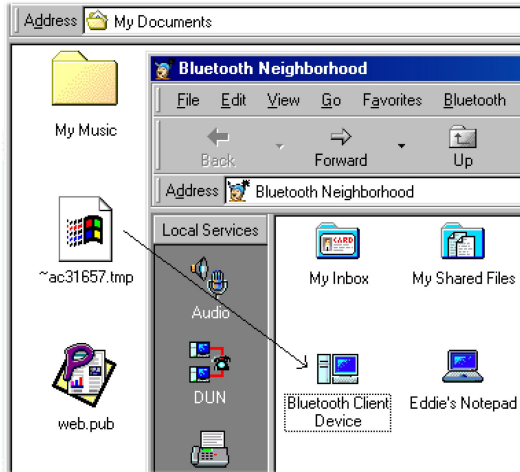 Address My Documents
Bluetooth Neighborhood
File Edit View Go Favorites Bluetooth
My Music
Back Forward Up
Address Bluetooth Neighborhood
Local Services
~ac31657.tmp
CARD
My Inbox
My Shared Files
Audio
DUN
Bluetooth Client
Device
Eddie's Notepad
web.pub